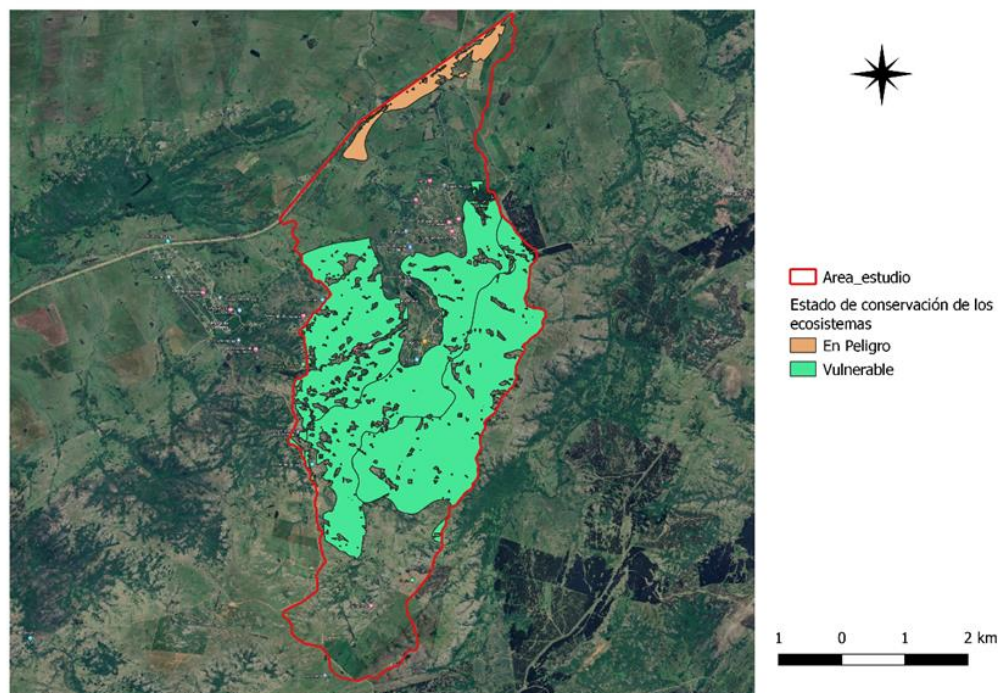 Area_estudio
Estado de conservación de los
ecosistemas
En Peligro
Vulnerable
1 0 1 2 km